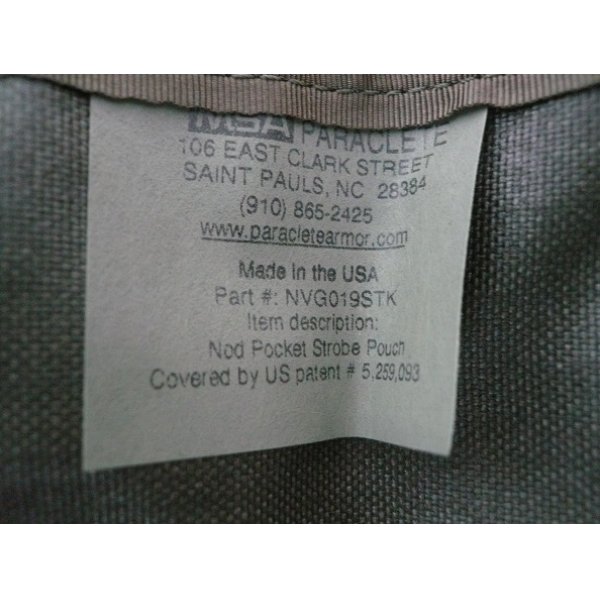 MSA PARACLETE
106 EAST CLARK STREET
SAINT PAULS, NC 28384
(910) 865-2425
www.paracletearmor.com
Made in the USA
Part #: NVG019STK
Item description:
Nod Pocket Strobe Pouch
Covered by US patent # 5,259,093